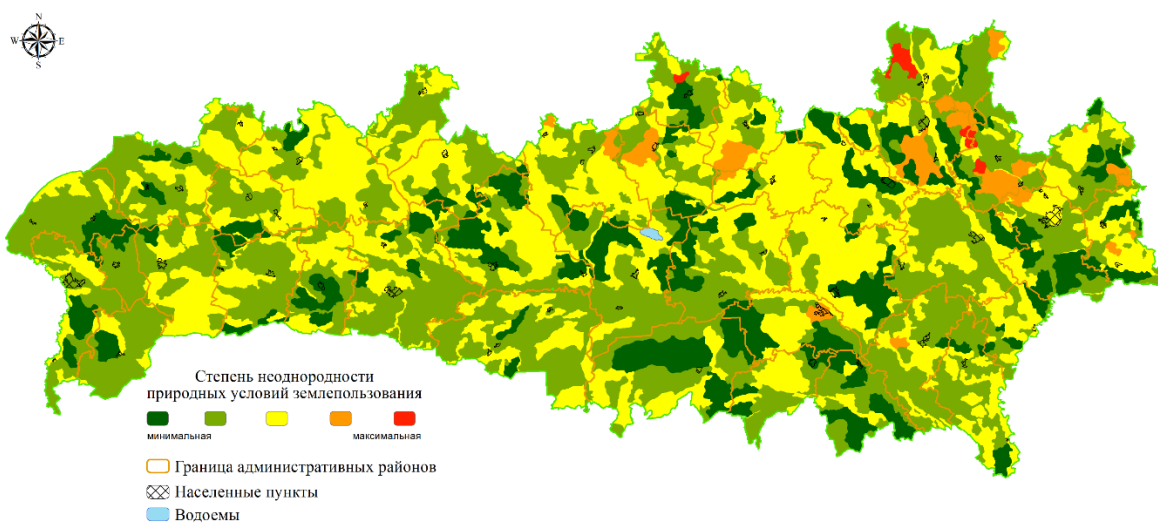 N
W E
S
Степень неоднородности
природных условий землепользования
минимальная максимальная
Граница административных районов
Населенные пункты
Водоемы